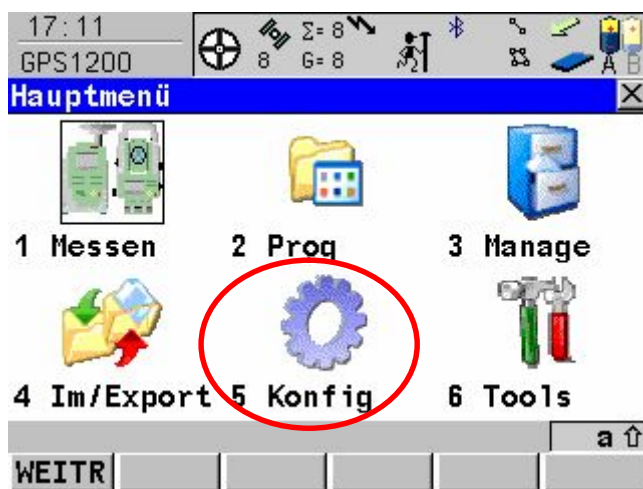 17:11
GPS1200
Σ= 8
8 G= 8
A B
Hauptmenü
1 Messen 2 Prog 3 Manage
4 Im/Export 5 Konfig 6 Tools
a ⇧
WEITR